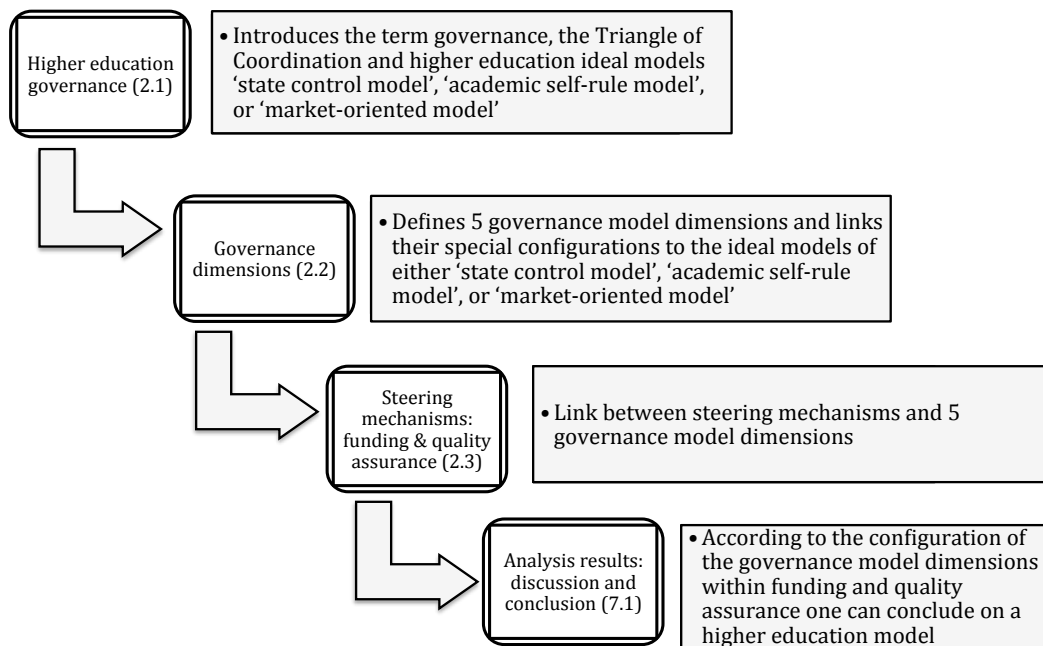 Higher education
governance (2.1)
• Introduces the term governance, the Triangle of
Coordination and higher education ideal models
‘state control model’, ‘academic self-rule model’,
or ‘market-oriented model’
Governance
dimensions (2.2)
• Defines 5 governance model dimensions and links
their special configurations to the ideal models of
either ‘state control model’, ‘academic self-rule
model’, or ‘market-oriented model’
Steering
mechanisms:
funding & quality
assurance (2.3)
• Link between steering mechanisms and 5
governance model dimensions
Analysis results:
discussion and
conclusion (7.1)
• According to the configuration of
the governance model dimensions
within funding and quality
assurance one can conclude on a
higher education model